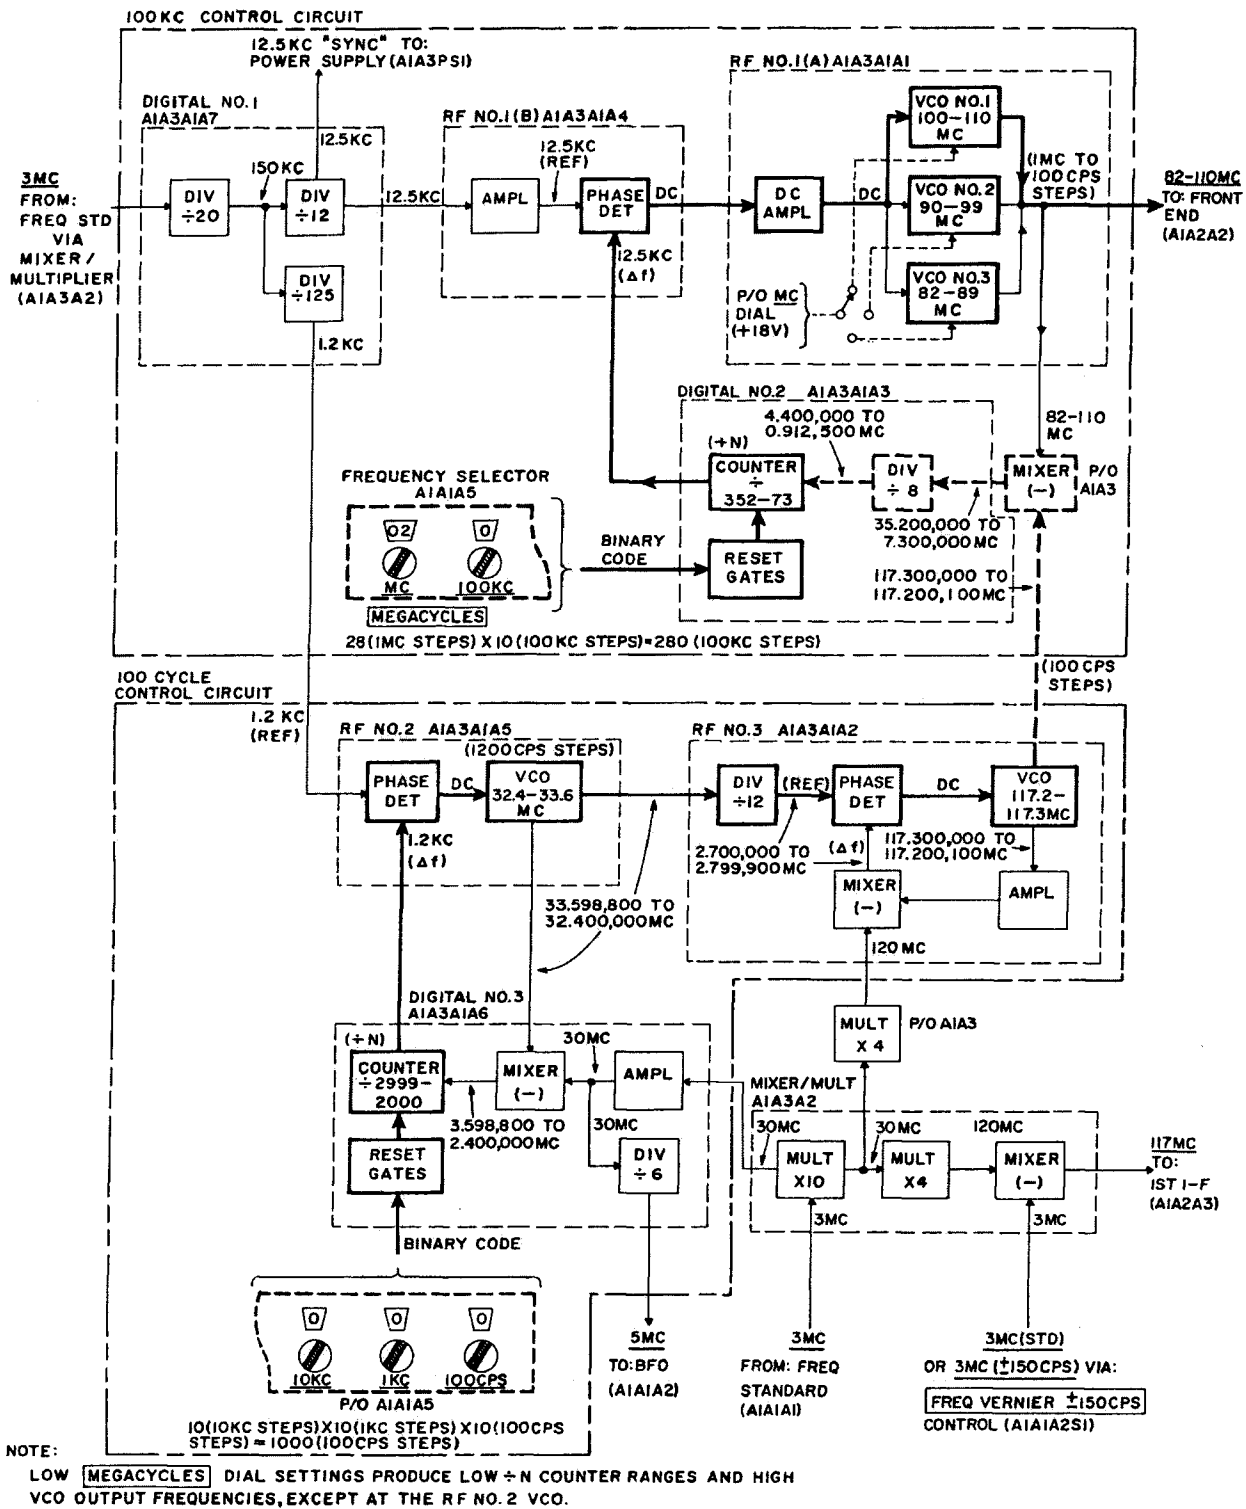 100KC CONTROL CIRCUIT
12.5KC "SYNC" TO:
POWER SUPPLY (A1A3PS1)
DIGITAL NO.1
A1A3A1A7
3MC
FROM:
FREQ STD
VIA
MIXER/
MULTIPLIER
(A1A3A2)
DIV
÷20
150KC
DIV
÷12
12.5KC
DIV
÷125
1.2KC
12.5KC
RF NO.1(B) A1A3A1A4
AMPL
12.5KC
(REF)
PHASE
DET
DC
12.5KC
(Δf)
RF NO.1(A) A1A3A1A1
DC
AMPL
DC
VCO NO.1
100-110
MC
VCO NO.2
90-99
MC
VCO NO.3
82-89
MC
P/O MC
DIAL
(+18V)
(1MC TO
100CPS
STEPS)
82-110MC
TO: FRONT
END
(A1A2A2)
DIGITAL NO.2 A1A3A1A3
4.400,000 TO
0.912,500MC
(÷N)
COUNTER
÷
352-73
DIV
÷8
82-110
MC
MIXER
(-)
P/O
A1A3
35.200,000 TO
7.300,000MC
RESET
GATES
117.300,000 TO
117.200,100MC
FREQUENCY SELECTOR
A1A1A5
02
0
MC
100KC
MEGACYCLES
BINARY
CODE
28(1MC STEPS) X 10(100KC STEPS)=280(100KC STEPS)
(100CPS
STEPS)
100 CYCLE
CONTROL CIRCUIT
1.2 KC
(REF)
RF NO.2 A1A3A1A5
(1200CPS STEPS)
PHASE
DET
DC
VCO
32.4-33.6
MC
1.2KC
(Δf)
RF NO.3 A1A3A1A2
DIV
÷12
(REF)
PHASE
DET
DC
VCO
117.2-
117.3MC
2.700,000 TO
2.799,900MC
(Δf)
117.300,000 TO
117.200,100MC
MIXER
(-)
AMPL
33.598,800 TO
32.400,000MC
120MC
DIGITAL NO.3
A1A3A1A6
(÷N)
COUNTER
÷2999-
2000
MIXER
(-)
30MC
AMPL
3.598,800 TO
2.400,000MC
30MC
RESET
GATES
DIV
÷6
MULT
X4
P/O A1A3
MIXER/MULT
A1A3A2
30MC
MULT
X10
30MC
MULT
X4
120MC
MIXER
(-)
3MC
3MC
117MC
TO:
1ST 1-F
(A1A2A3)
BINARY CODE
0
0
0
10KC
1KC
100CPS
P/O A1A1A5
10(10KC STEPS)X10(1KC STEPS)X10(100CPS
STEPS)=1000(100CPS STEPS)
5MC
TO:BFO
(A1A1A2)
3MC
FROM: FREQ
STANDARD
(A1A1A1)
3MC(STD)
OR 3MC(±150CPS) VIA:
FREQ VERNIER ±150CPS
CONTROL (A1A1A2S1)
NOTE:
LOW MEGACYCLES DIAL SETTINGS PRODUCE LOW ÷N COUNTER RANGES AND HIGH
VCO OUTPUT FREQUENCIES, EXCEPT AT THE RF NO.2 VCO.